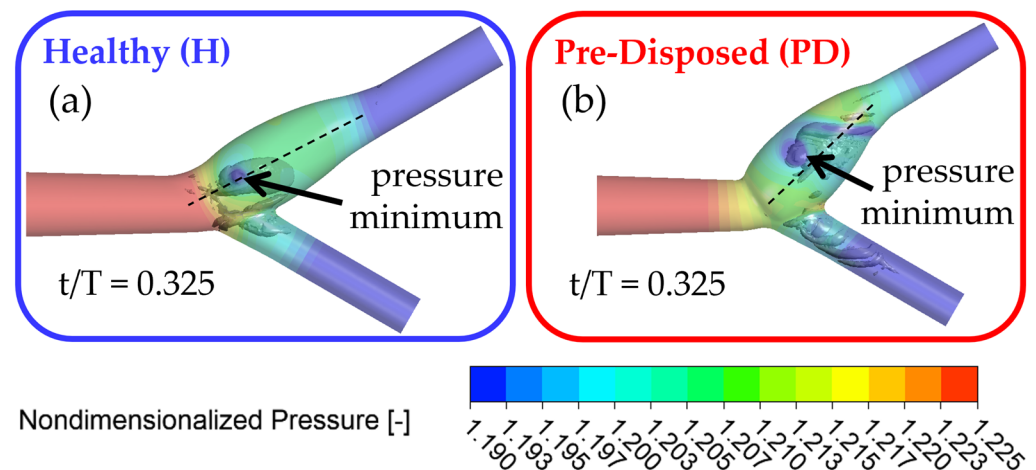 Healthy (H)
(a)
pressure
minimum
t/T = 0.325
Pre-Disposed (PD)
(b)
pressure
minimum
t/T = 0.325
Nondimensionalized Pressure [-]
1.190 1.193 1.195 1.197 1.200 1.203 1.205 1.207 1.210 1.213 1.215 1.217 1.220 1.223 1.225